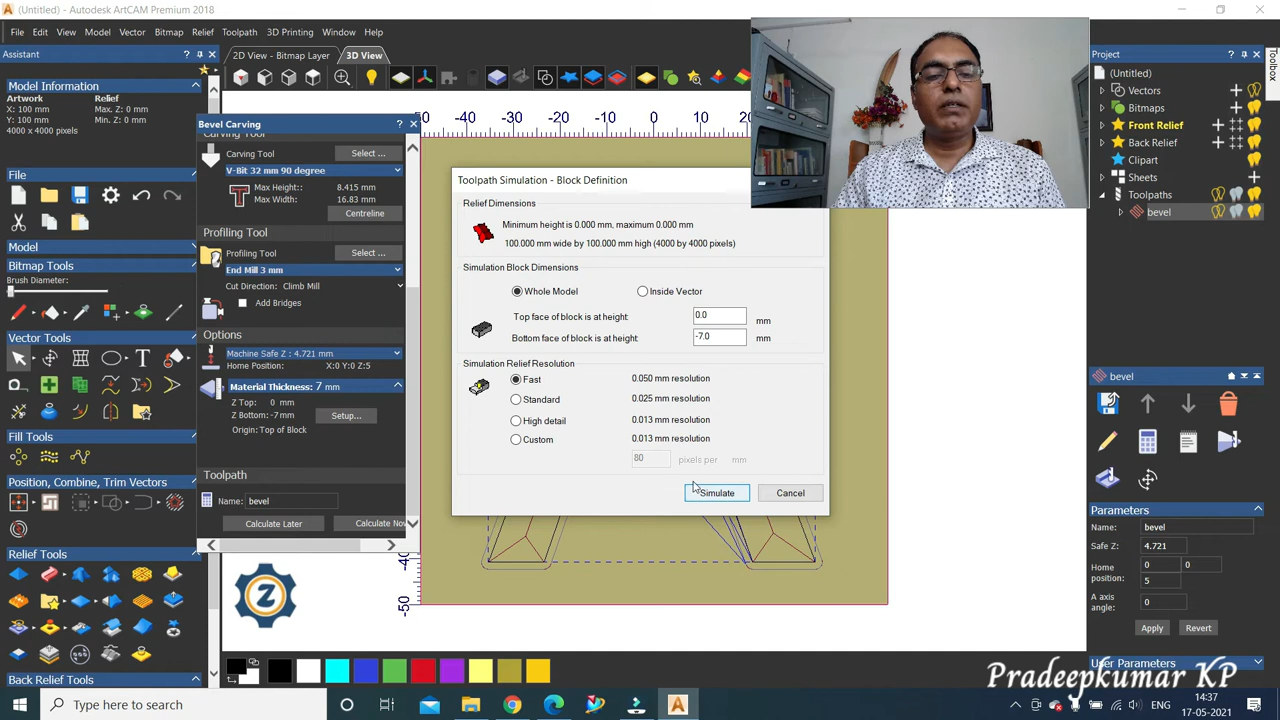 (Untitled) - Autodesk ArtCAM Premium 2018
File Edit View Model Vector Bitmap Relief Toolpath 3D Printing Window Help
Assistant
Model Information
Artwork Relief
X: 100 mm Max. Z: 0 mm
Y: 100 mm Min. Z: 0 mm
4000 x 4000 pixels
File
Model
Bitmap Tools
Brush Diameter:
Vector Tools
Fill Tools
Position, Combine, Trim Vectors
Relief Tools
Back Relief Tools
Bevel Carving
Carving Tool
Carving Tool Select ...
V-Bit 32 mm 90 degree
Max Height: 8.415 mm
Max Width: 16.83 mm
Centreline
Profiling Tool
Profiling Tool Select ...
End Mill 3 mm
Cut Direction: Climb Mill
Add Bridges
Options
Machine Safe Z : 4.721 mm
Home Position: X:0 Y:0 Z:5
Material Thickness: 7 mm
Z Top: 0 mm
Z Bottom: -7 mm Setup...
Origin: Top of Block
Toolpath
Name: bevel
Calculate Later Calculate Now
2D View - Bitmap Layer 3D View
-40 -30 -20 -10 0 10
-50
Toolpath Simulation - Block Definition
Relief Dimensions
Minimum height is 0.000 mm, maximum 0.000 mm
100.000 mm wide by 100.000 mm high (4000 by 4000 pixels)
Simulation Block Dimensions
Whole Model Inside Vector
Top face of block is at height: 0.0 mm
Bottom face of block is at height: -7.0 mm
Simulation Relief Resolution
Fast 0.050 mm resolution
Standard 0.025 mm resolution
High detail 0.013 mm resolution
Custom 0.013 mm resolution
80 pixels per mm
Simulate Cancel
Z
Project
Toolbox
(Untitled)
Vectors
Bitmaps
Front Relief
Back Relief
Clipart
Sheets
Toolpaths
bevel
bevel
Parameters
Name: bevel
Safe Z: 4.721
Home position: 0 0
5
A axis angle: 0
Apply Revert
User Parameters
Pradeepkumar KP
Type here to search
ENG
14:37
17-05-2021